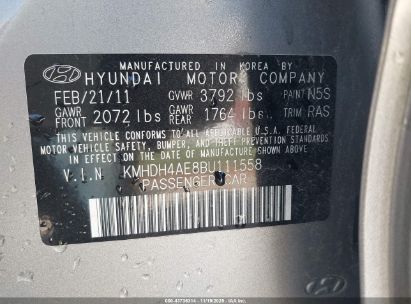 MANUFACTURED IN KOREA BY
HYUNDAI MOTOR COMPANY
FEB/21/11 GVWR 3792 lbs PAINT N5S
GAWR FRONT 2072 lbs GAWR REAR 1764 lbs TRIM RAS
THIS VEHICLE CONFORMS TO ALL APPLICABLE U.S.A. FEDERAL
MOTOR VEHICLE SAFETY, BUMPER, AND THEFT PREVENTION
STANDARDS IN EFFECT ON THE DATE OF MANUFACTURE SHOWN ABOVE
V.I.N KMHDH4AE8BU111558
PASSENGER CAR